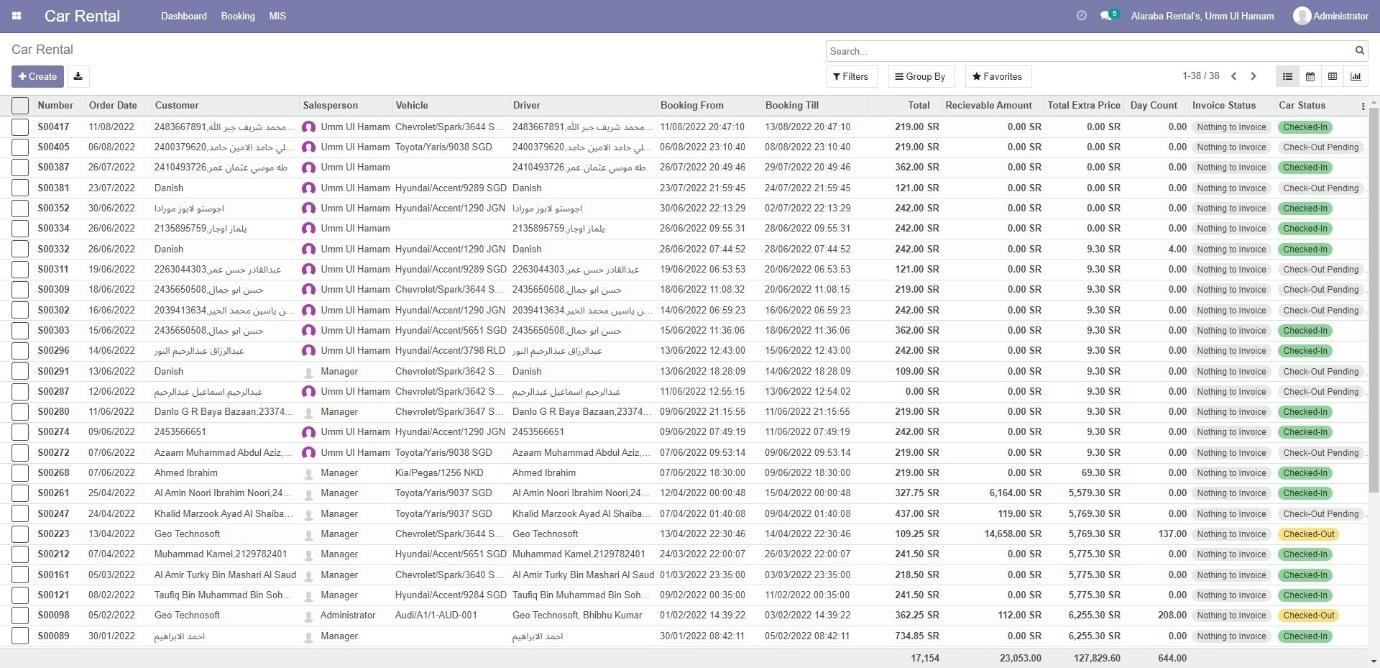 Car Rental Dashboard Booking MIS 6 Alaraba Rental's, Umm Ul Hamam Administrator
Car Rental Search...
Create Filters Group By Favorites 1-38 / 38
Number Order Date Customer Salesperson Vehicle Driver Booking From Booking Till Total Recievable Amount Total Extra Price Day Count Invoice Status Car Status
S00417 11/08/2022 2483667891,محمد شريف جبر الله... Umm Ul Hamam Chevrolet/Spark/3644 S... 2483667891,محمد شريف جبر الله... 11/08/2022 20:47:10 13/08/2022 20:47:10 219.00 SR 0.00 SR 0.00 SR 0.00 Nothing to Invoice Checked-In
S00405 06/08/2022 2400379620,لي حامد الامين حامد... Umm Ul Hamam Toyota/Yaris/9038 SGD 2400379620,لي حامد الامين حامد... 06/08/2022 23:10:40 08/08/2022 23:10:40 219.00 SR 0.00 SR 0.00 SR 0.00 Nothing to Invoice Check-Out Pending
S00387 26/07/2022 2410493726,طه موسي عثمان عمر Umm Ul Hamam 2410493726,طه موسي عثمان عمر 26/07/2022 20:49:46 29/07/2022 20:49:46 362.00 SR 0.00 SR 0.00 SR 0.00 Nothing to Invoice Checked-In
S00381 23/07/2022 Danish Umm Ul Hamam Hyundai/Accent/9289 SGD Danish 23/07/2022 21:59:45 24/07/2022 21:59:45 121.00 SR 0.00 SR 0.00 SR 0.00 Nothing to Invoice Check-Out Pending
S00352 30/06/2022 اجوستو لابوز مورادا Umm Ul Hamam Hyundai/Accent/1290 JGN اجوستو لابوز مورادا 30/06/2022 22:13:29 02/07/2022 22:13:29 242.00 SR 0.00 SR 0.00 SR 0.00 Nothing to Invoice Checked-In
S00334 26/06/2022 2135895759,يلماز اوجار Umm Ul Hamam 2135895759,يلماز اوجار 26/06/2022 09:55:31 28/06/2022 09:55:31 242.00 SR 0.00 SR 0.00 SR 0.00 Nothing to Invoice Checked-In
S00332 26/06/2022 Danish Umm Ul Hamam Hyundai/Accent/1290 JGN Danish 26/06/2022 07:44:52 28/06/2022 07:44:52 242.00 SR 0.00 SR 9.30 SR 4.00 Nothing to Invoice Checked-In
S00311 19/06/2022 2263044303,عبدالقادر حسن عمر Umm Ul Hamam Hyundai/Accent/9289 SGD 2263044303,عبدالقادر حسن عمر 19/06/2022 06:53:53 20/06/2022 06:53:53 121.00 SR 0.00 SR 9.30 SR 0.00 Nothing to Invoice Check-Out Pending
S00309 18/06/2022 2435650508,حسن ابو جمال Umm Ul Hamam Chevrolet/Spark/3644 S... 2435650508,حسن ابو جمال 18/06/2022 11:08:32 20/06/2022 11:08:15 219.00 SR 0.00 SR 9.30 SR 0.00 Nothing to Invoice Check-Out Pending
S00302 16/06/2022 2039413634,ن ياسين محمد الخير... Umm Ul Hamam Hyundai/Accent/1290 JGN 2039413634,ن ياسين محمد الخير... 14/06/2022 06:59:23 16/06/2022 06:59:23 242.00 SR 0.00 SR 9.30 SR 0.00 Nothing to Invoice Check-Out Pending
S00303 15/06/2022 2435650508,حسن ابو جمال Umm Ul Hamam Hyundai/Accent/5651 SGD 2435650508,حسن ابو جمال 15/06/2022 11:36:06 18/06/2022 11:36:06 362.00 SR 0.00 SR 9.30 SR 0.00 Nothing to Invoice Checked-In
S00296 14/06/2022 عبدالرزاق عبدالرحيم النور Umm Ul Hamam Hyundai/Accent/3798 RLD عبدالرزاق عبدالرحيم النور 13/06/2022 12:43:00 15/06/2022 12:43:00 242.00 SR 0.00 SR 9.30 SR 0.00 Nothing to Invoice Checked-In
S00291 13/06/2022 Danish Manager Chevrolet/Spark/3642 S... Danish 13/06/2022 18:28:09 14/06/2022 18:28:09 109.00 SR 0.00 SR 9.30 SR 0.00 Nothing to Invoice Check-Out Pending
S00287 12/06/2022 عبدالرحيم اسماعيل عبدالرحيم Umm Ul Hamam Chevrolet/Spark/3642 S... عبدالرحيم اسماعيل عبدالرحيم 11/06/2022 12:55:15 13/06/2022 12:54:02 0.00 SR 0.00 SR 9.30 SR 0.00 Nothing to Invoice Check-Out Pending
S00280 11/06/2022 Danlo G R Baya Bazaan,23374... Manager Chevrolet/Spark/3647 S... Danlo G R Baya Bazaan,23374... 09/06/2022 21:15:55 11/06/2022 21:15:55 219.00 SR 0.00 SR 9.30 SR 0.00 Nothing to Invoice Checked-In
S00274 09/06/2022 2453566651 Umm Ul Hamam Hyundai/Accent/1290 JGN 2453566651 09/06/2022 07:49:19 11/06/2022 07:49:19 242.00 SR 0.00 SR 9.30 SR 0.00 Nothing to Invoice Checked-In
S00272 07/06/2022 Azaam Muhammad Abdul Aziz,... Umm Ul Hamam Toyota/Yaris/9038 SGD Azaam Muhammad Abdul Aziz,... 07/06/2022 09:53:14 09/06/2022 09:53:14 219.00 SR 0.00 SR 9.30 SR 0.00 Nothing to Invoice Check-Out Pending
S00268 07/06/2022 Ahmed Ibrahim Manager Kia/Pegas/1256 NKD Ahmed Ibrahim 07/06/2022 18:30:00 09/06/2022 18:30:00 219.00 SR 0.00 SR 69.30 SR 0.00 Nothing to Invoice Checked-In
S00261 25/04/2022 Al Amin Noori Ibrahim Noori,24... Manager Toyota/Yaris/9037 SGD Al Amin Noori Ibrahim Noori,24... 12/04/2022 00:00:48 15/04/2022 00:00:48 327.75 SR 6,164.00 SR 5,579.30 SR 0.00 Nothing to Invoice Checked-In
S00247 24/04/2022 Khalid Marzook Ayad Al Shaiba... Manager Toyota/Yaris/9037 SGD Khalid Marzook Ayad Al Shaiba... 07/04/2022 01:40:08 09/04/2022 01:40:08 437.00 SR 119.00 SR 5,769.30 SR 0.00 Nothing to Invoice Check-Out Pending
S00223 13/04/2022 Geo Technosoft Manager Chevrolet/Spark/3644 S... Geo Technosoft 13/04/2022 22:30:46 14/04/2022 22:30:46 109.25 SR 14,658.00 SR 5,769.30 SR 137.00 Nothing to Invoice Checked-Out
S00212 07/04/2022 Muhammad Kamel,2129782401 Manager Hyundai/Accent/5651 SGD Muhammad Kamel,2129782401 24/03/2022 22:00:07 26/03/2022 22:00:07 241.50 SR 0.00 SR 5,775.30 SR 0.00 Nothing to Invoice Checked-In
S00161 05/03/2022 Al Amir Turky Bin Mashari Al Saud Manager Chevrolet/Spark/3640 S... Al Amir Turky Bin Mashari Al Saud 01/03/2022 23:35:00 03/03/2022 23:35:00 218.50 SR 0.00 SR 5,775.30 SR 0.00 Nothing to Invoice Checked-In
S00121 08/02/2022 Taufiq Bin Muhammad Bin Soh... Manager Hyundai/Accent/9284 SGD Taufiq Bin Muhammad Bin Soh... 09/02/2022 00:35:00 11/02/2022 00:35:00 241.50 SR 0.00 SR 5,775.30 SR 0.00 Nothing to Invoice Checked-In
S00098 05/02/2022 Geo Technosoft Administrator Audi/A1/1-AUD-001 Geo Technosoft, Bhibhu Kumar 01/02/2022 14:39:22 03/02/2022 14:39:22 362.25 SR 112.00 SR 6,255.30 SR 208.00 Nothing to Invoice Checked-Out
S00089 30/01/2022 احمد الابراهيم Manager احمد الابراهيم 30/01/2022 08:42:11 05/02/2022 08:42:11 734.85 SR 0.00 SR 6,255.30 SR 0.00 Nothing to Invoice Checked-In
17,154 23,053.00 127,829.60 644.00